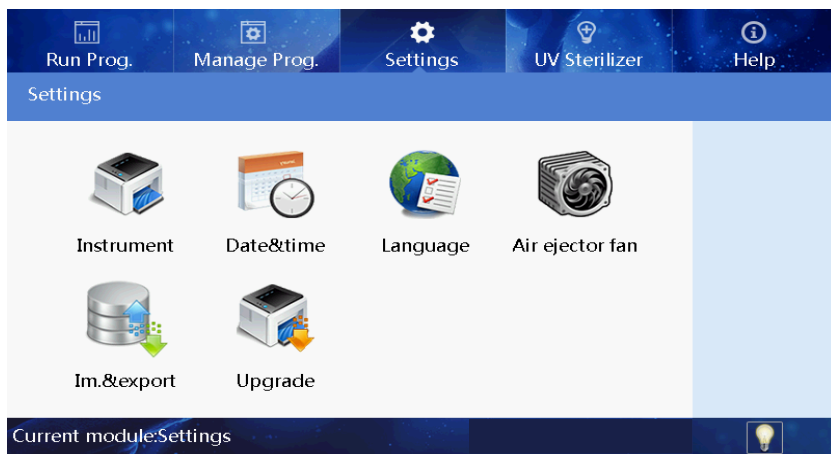 Run Prog.
Manage Prog.
Settings
UV Sterilizer
Help
Settings
Instrument
Date&time
Language
Air ejector fan
Im.&export
Upgrade
Current module:Settings